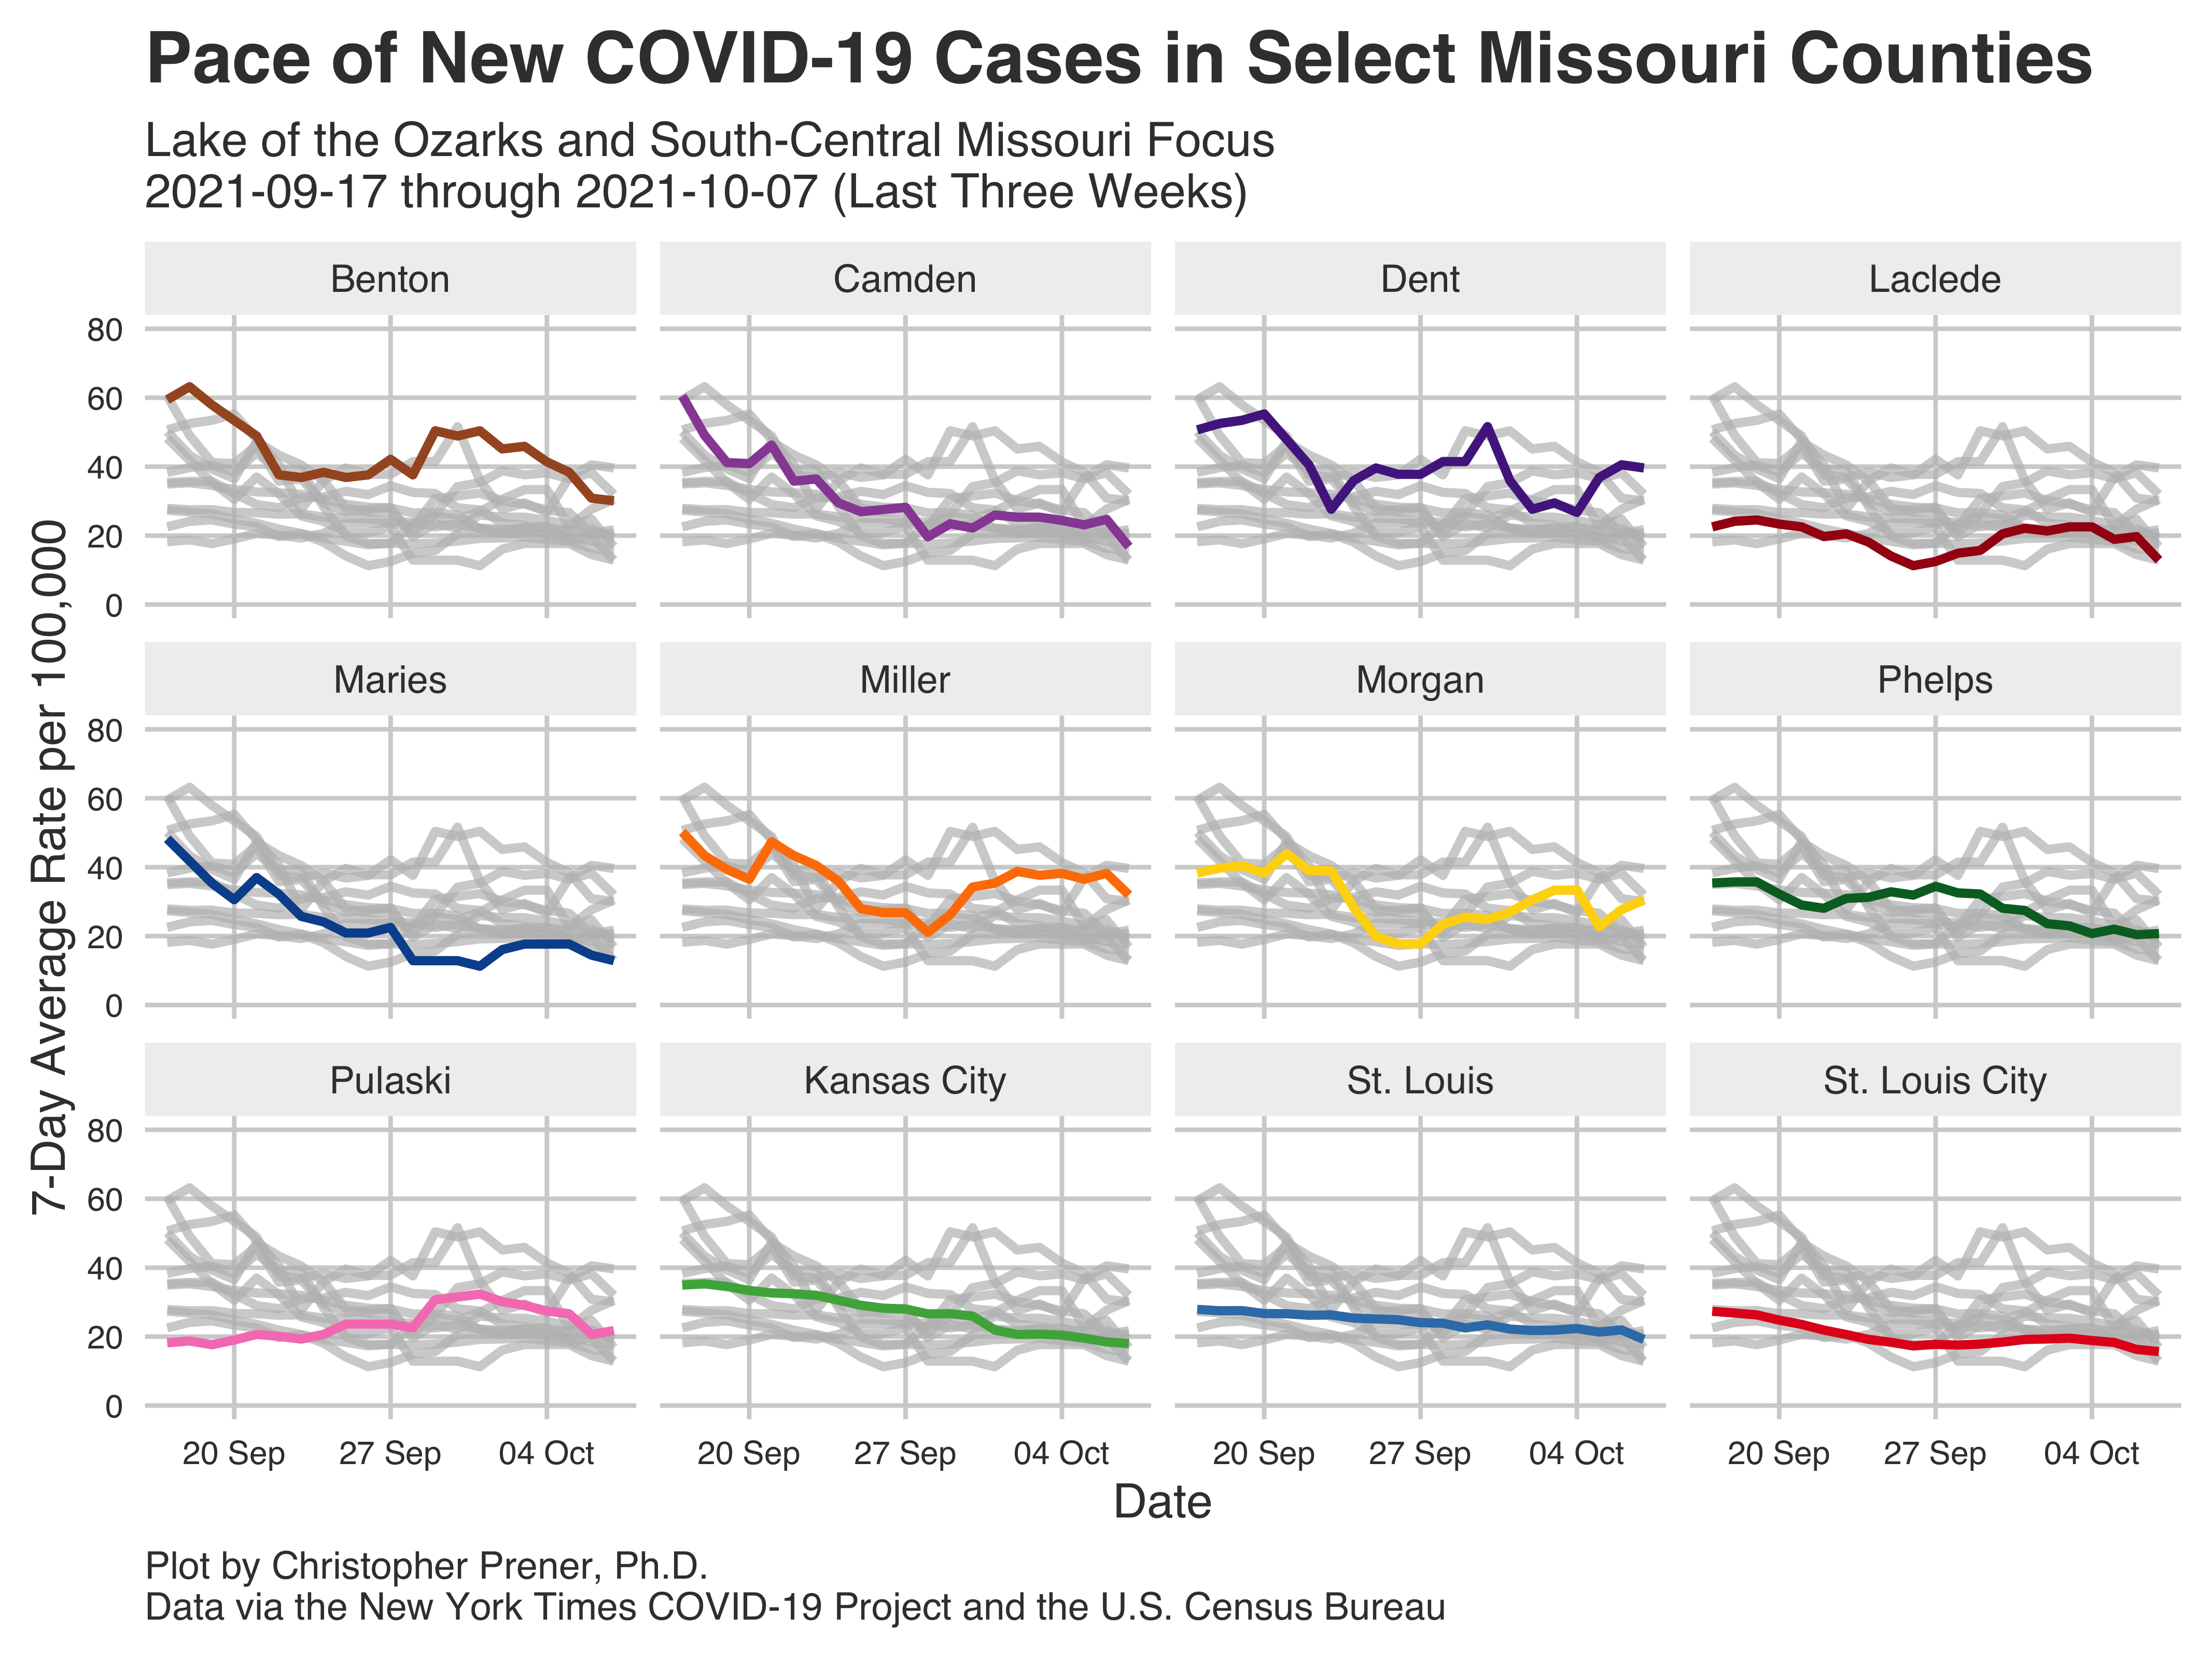 Pace of New COVID-19 Cases in Select Missouri Counties
Lake of the Ozarks and South-Central Missouri Focus
2021-09-17 through 2021-10-07 (Last Three Weeks)
7-Day Average Rate per 100,000
Benton
Camden
Dent
Laclede
80
60
40
20
0
Maries
Miller
Morgan
Phelps
80
60
40
20
0
Pulaski
Kansas City
St. Louis
St. Louis City
80
60
40
20
0
20 Sep 27 Sep 04 Oct
20 Sep 27 Sep 04 Oct
20 Sep 27 Sep 04 Oct
20 Sep 27 Sep 04 Oct
Date
Plot by Christopher Prener, Ph.D.
Data via the New York Times COVID-19 Project and the U.S. Census Bureau